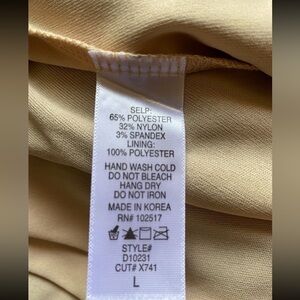 SELF:
65% POLYESTER
32% NYLON
3% SPANDEX
LINING:
100% POLYESTER
HAND WASH COLD
DO NOT BLEACH
HANG DRY
DO NOT IRON
MADE IN KOREA
RN# 102517
STYLE#
D10231
CUT# X741
L